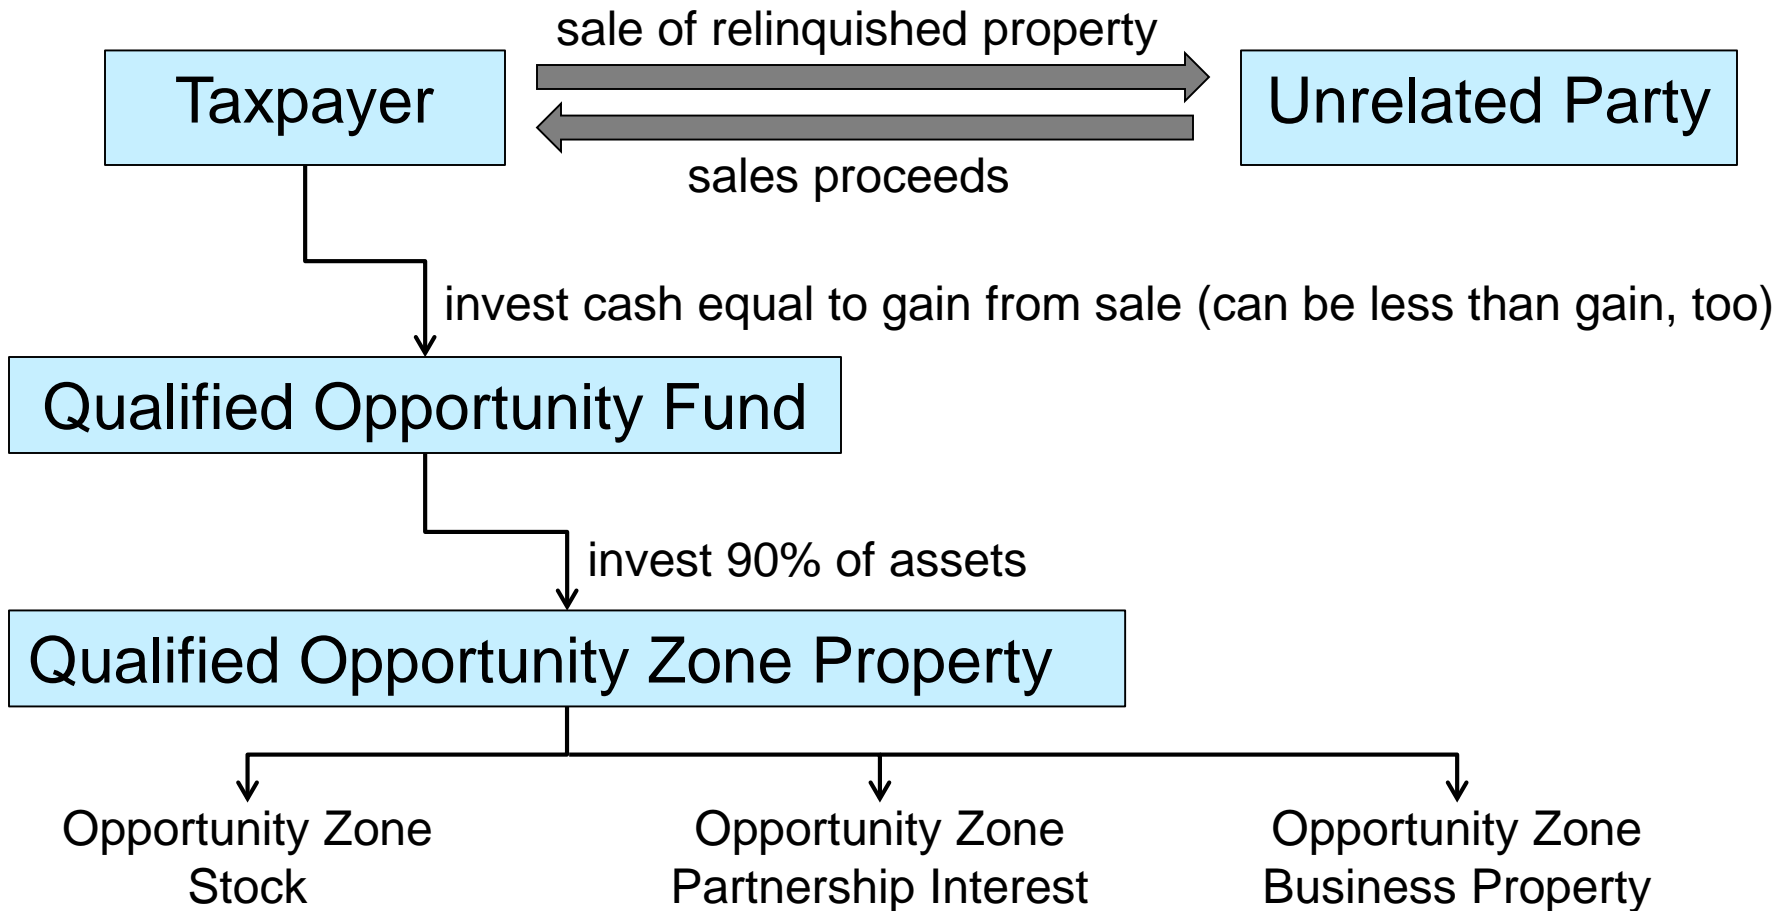 sale of relinquished property
Taxpayer
Unrelated Party
sales proceeds
invest cash equal to gain from sale (can be less than gain, too)
Qualified Opportunity Fund
invest 90% of assets
Qualified Opportunity Zone Property
Opportunity Zone
Stock
Opportunity Zone
Partnership Interest
Opportunity Zone
Business Property